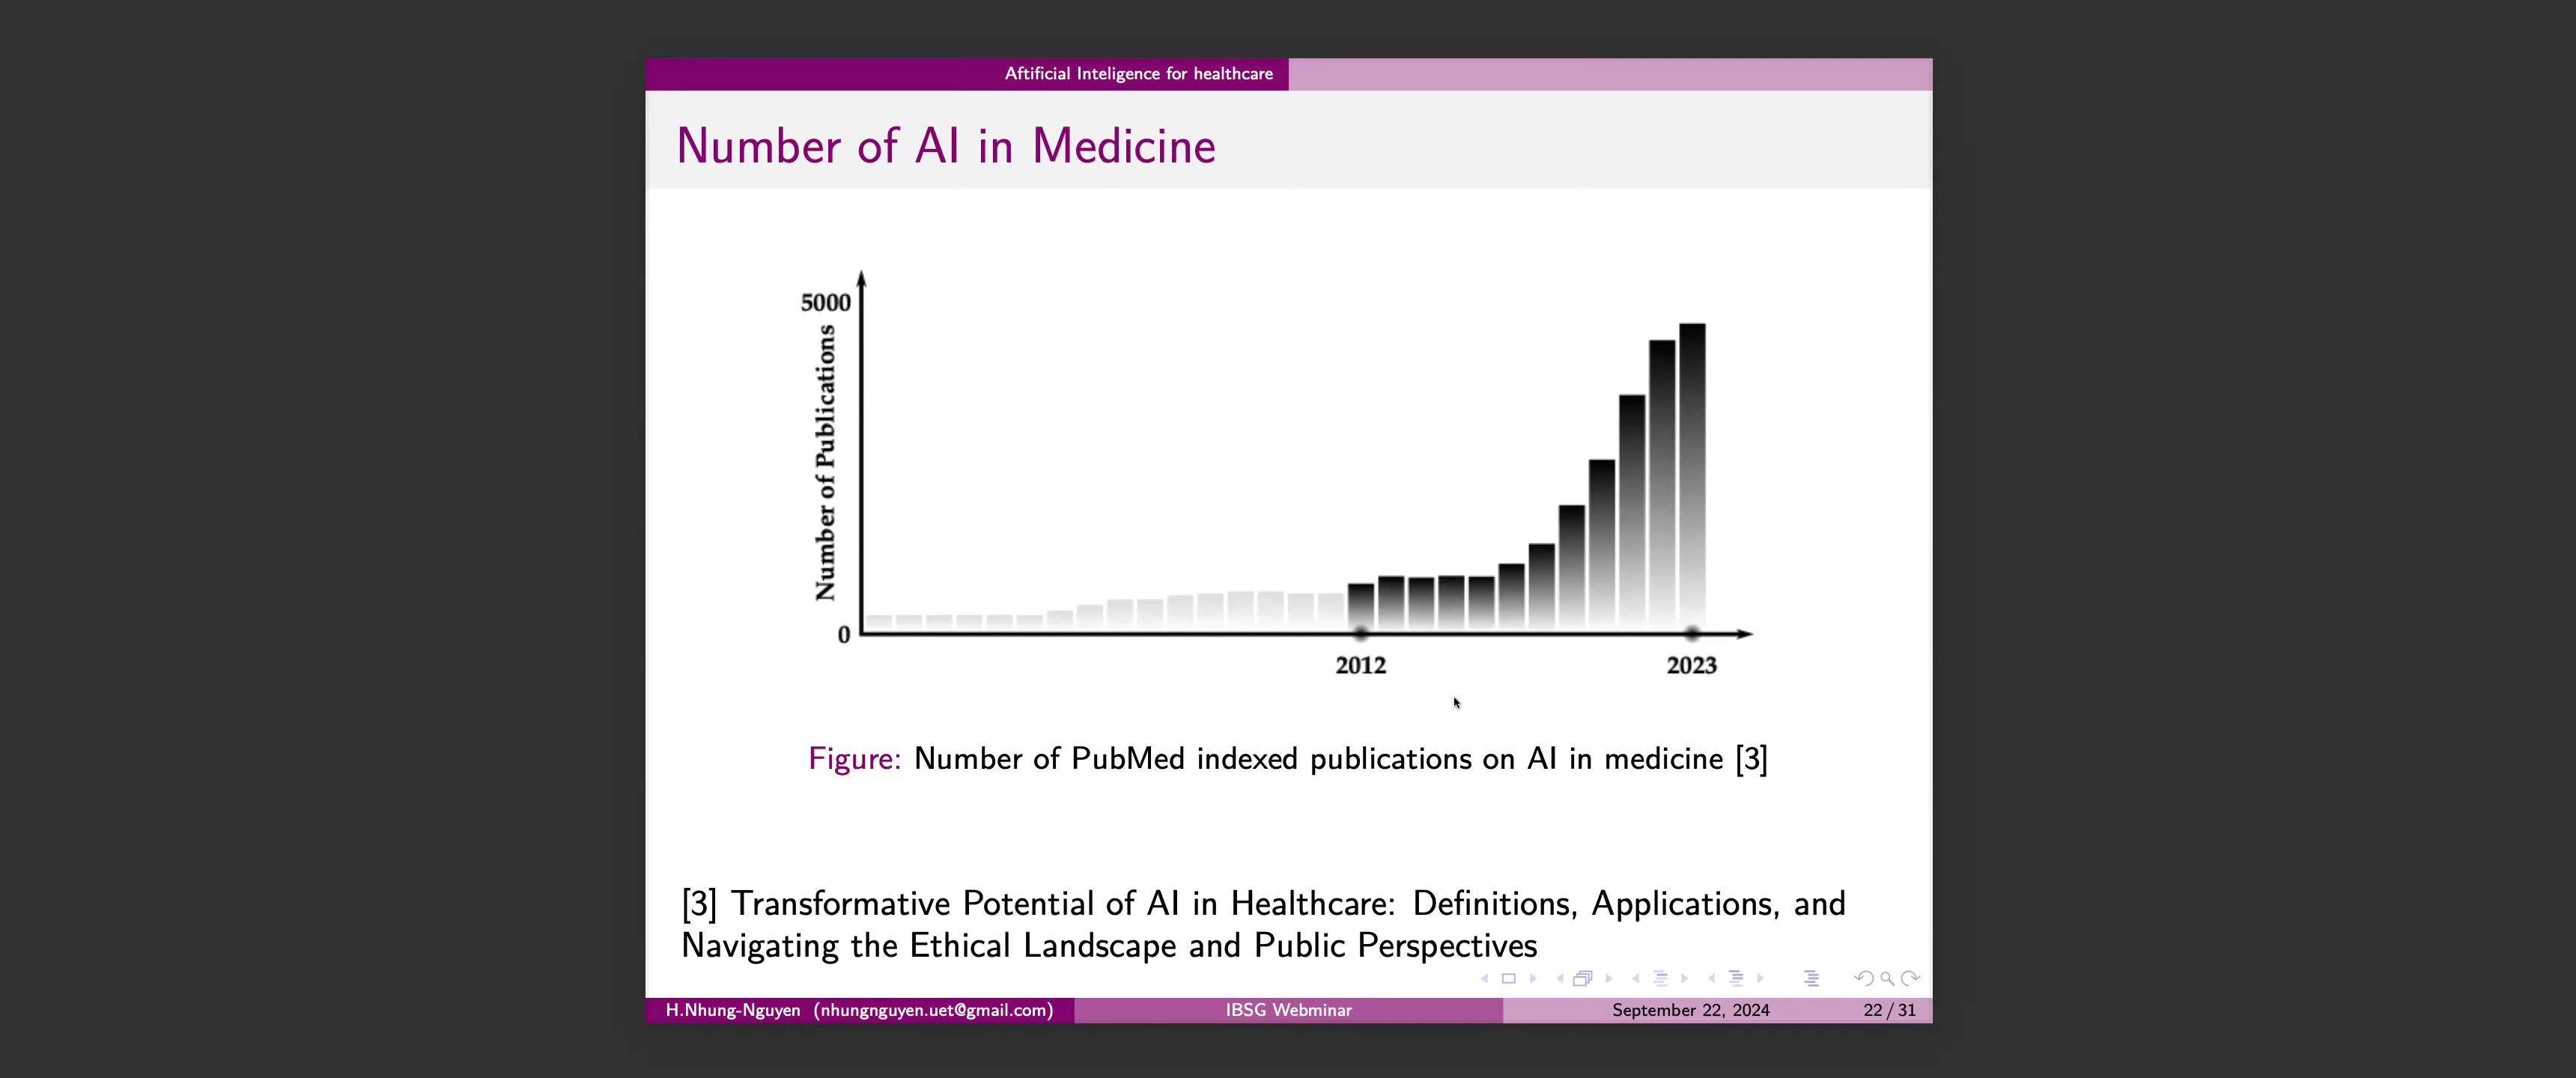 Aftificial Inteligence for healthcare
Number of AI in Medicine
5000
Number of Publications
0
2012
2023
Figure: Number of PubMed indexed publications on AI in medicine [3]
[3] Transformative Potential of AI in Healthcare: Definitions, Applications, and
Navigating the Ethical Landscape and Public Perspectives
H.Nhung-Nguyen (nhungnguyen.uet@gmail.com)
IBSG Webminar
September 22, 2024
22 / 31